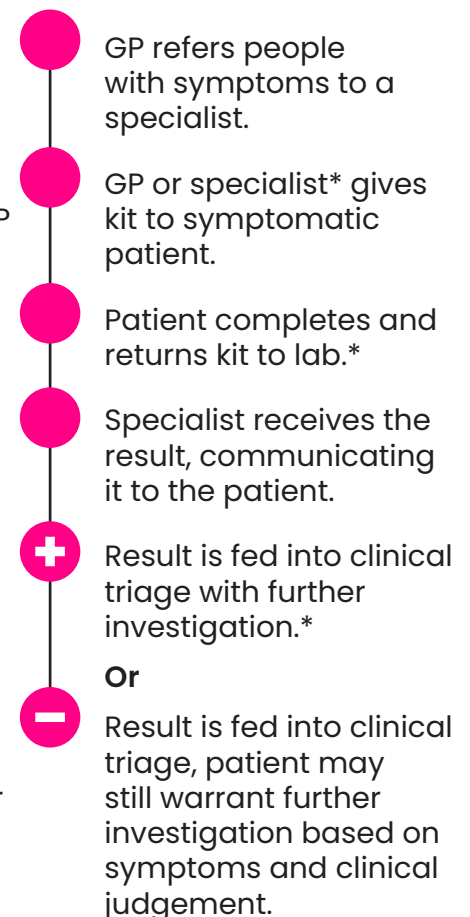 GP refers people
with symptoms to a
specialist.
GP or specialist* gives
kit to symptomatic
patient.
Patient completes and
returns kit to lab.*
Specialist receives the
result, communicating
it to the patient.
Result is fed into clinical
triage with further
investigation.*
Or
Result is fed into clinical
triage, patient may
still warrant further
investigation based on
symptoms and clinical
judgement.